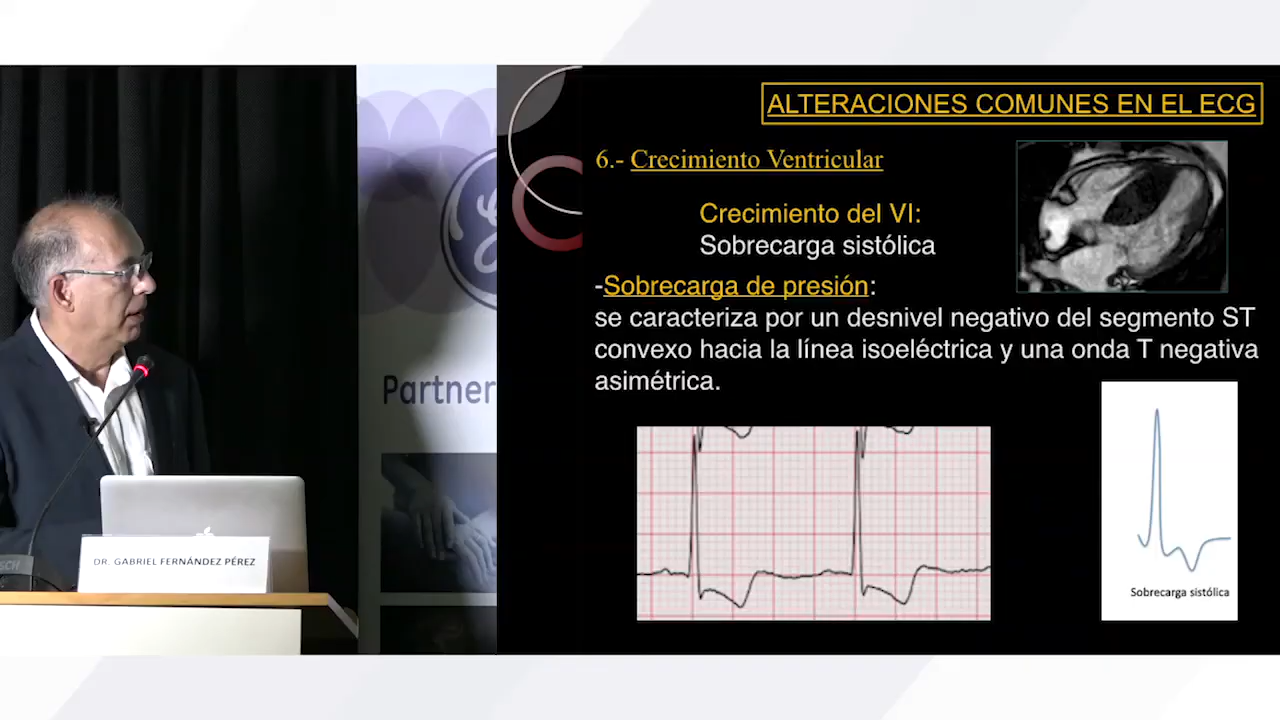 ALTERACIONES COMUNES EN EL ECG
6.- Crecimiento Ventricular
Crecimiento del VI:
Sobrecarga sistólica
-Sobrecarga de presión:
se caracteriza por un desnivel negativo del segmento ST
convexo hacia la línea isoeléctrica y una onda T negativa
asimétrica.
Sobrecarga sistólica
Partner
DR. GABRIEL FERNÁNDEZ PÉREZ